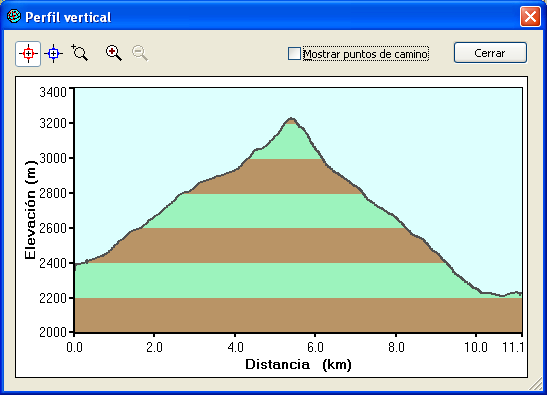 Perfil vertical
Mostrar puntos de camino
Cerrar
Elevación (m)
3400
3200
3000
2800
2600
2400
2200
2000
0.0 2.0 4.0 6.0 8.0 10.0 11.1
Distancia (km)